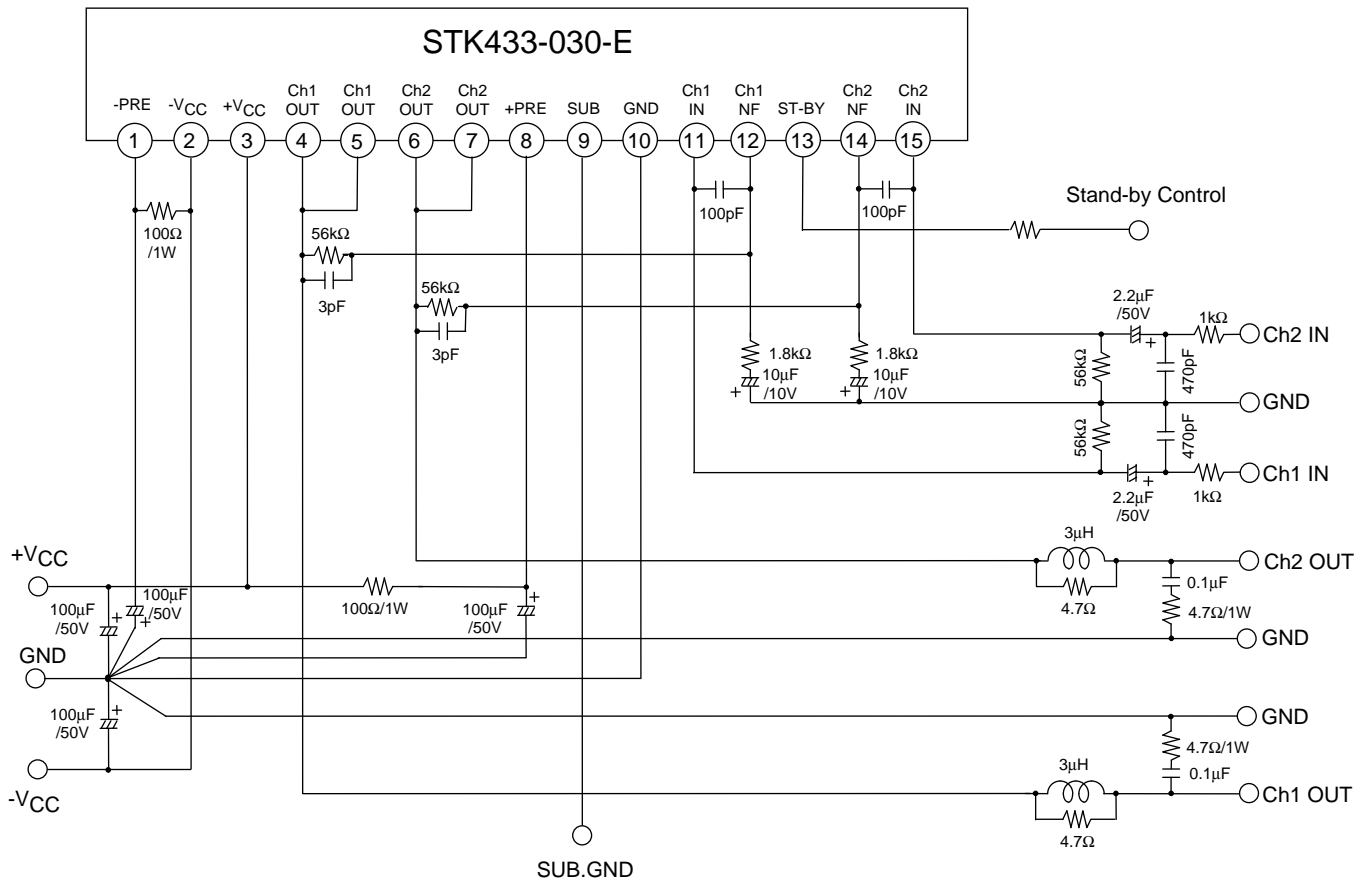 STK433-030-E
-PRE
-VCC
+VCC
Ch1
OUT
Ch1
OUT
Ch2
OUT
Ch2
OUT
+PRE
SUB
GND
Ch1
IN
Ch1
NF
ST-BY
Ch2
NF
Ch2
IN
1
2
3
4
5
6
7
8
9
10
11
12
13
14
15
100pF
100pF
Stand-by Control
100Ω
/1W
56kΩ
3pF
56kΩ
3pF
1.8kΩ
10μF
/10V
+
1.8kΩ
10μF
/10V
+
2.2μF
/50V
+
1kΩ
Ch2 IN
56kΩ
470pF
GND
56kΩ
470pF
2.2μF
/50V
+
1kΩ
Ch1 IN
+VCC
100μF
/50V
+
100μF
/50V
+
100Ω/1W
100μF
/50V
+
3μH
4.7Ω
Ch2 OUT
0.1μF
4.7Ω/1W
GND
GND
100μF
/50V
+
-VCC
GND
4.7Ω/1W
0.1μF
3μH
4.7Ω
Ch1 OUT
SUB.GND